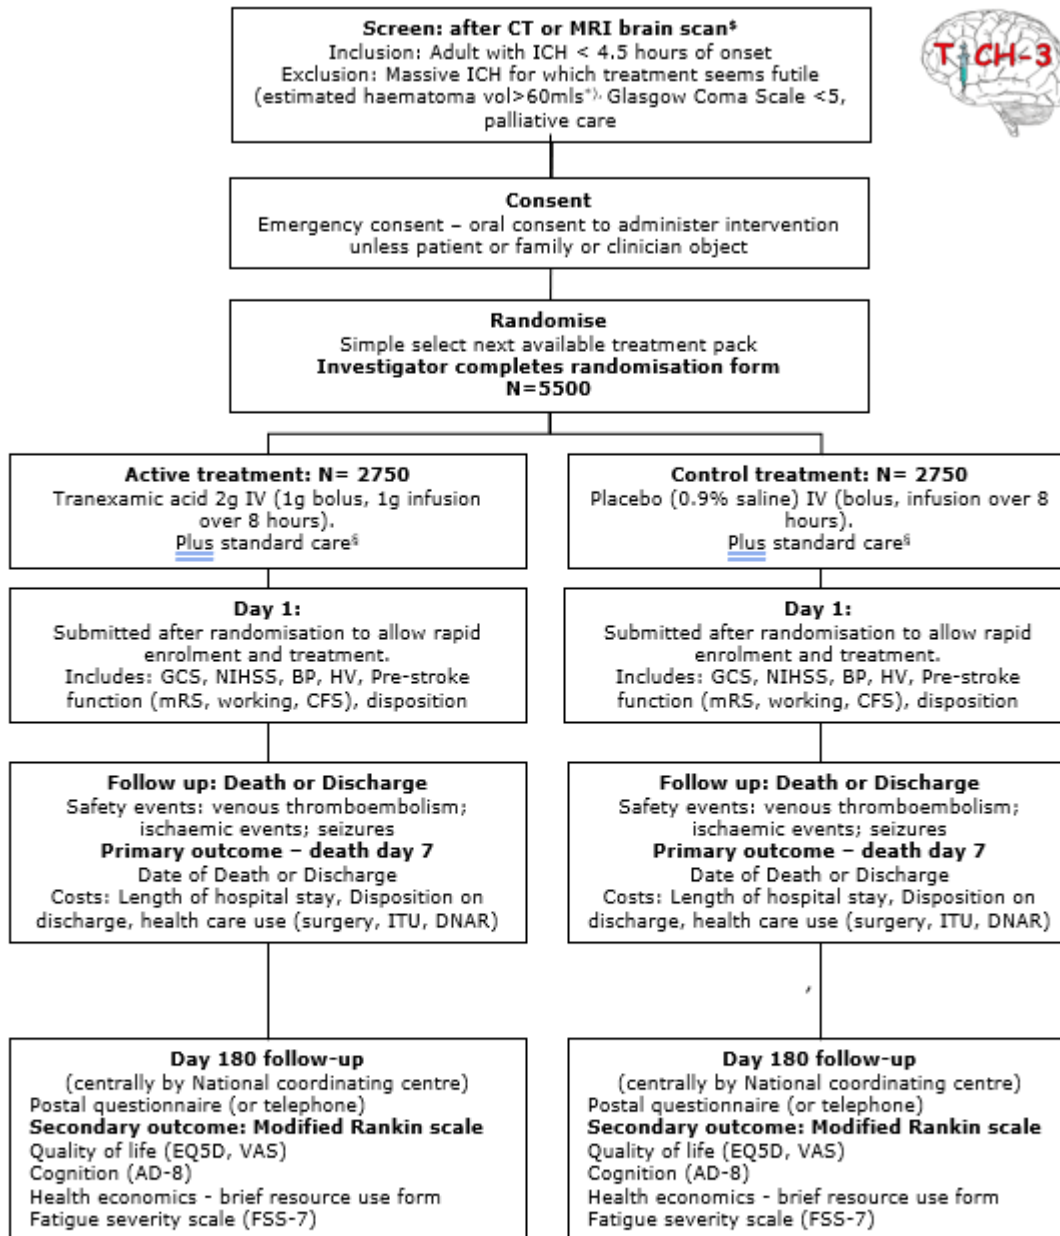 Screen: after CT or MRI brain scan$
Inclusion: Adult with ICH < 4.5 hours of onset
Exclusion: Massive ICH for which treatment seems futile
(estimated haematoma vol>60mls*), Glasgow Coma Scale <5,
palliative care
TICH-3
Consent
Emergency consent – oral consent to administer intervention
unless patient or family or clinician object
Randomise
Simple select next available treatment pack
Investigator completes randomisation form
N=5500
Active treatment: N= 2750
Tranexamic acid 2g IV (1g bolus, 1g infusion
over 8 hours).
Plus standard care§
Control treatment: N= 2750
Placebo (0.9% saline) IV (bolus, infusion over 8
hours).
Plus standard care§
Day 1:
Submitted after randomisation to allow rapid
enrolment and treatment.
Includes: GCS, NIHSS, BP, HV, Pre-stroke
function (mRS, working, CFS), disposition
Day 1:
Submitted after randomisation to allow rapid
enrolment and treatment.
Includes: GCS, NIHSS, BP, HV, Pre-stroke
function (mRS, working, CFS), disposition
Follow up: Death or Discharge
Safety events: venous thromboembolism;
ischaemic events; seizures
Primary outcome – death day 7
Date of Death or Discharge
Costs: Length of hospital stay, Disposition on
discharge, health care use (surgery, ITU, DNAR)
Follow up: Death or Discharge
Safety events: venous thromboembolism;
ischaemic events; seizures
Primary outcome – death day 7
Date of Death or Discharge
Costs: Length of hospital stay, Disposition on
discharge, health care use (surgery, ITU, DNAR)
,
Day 180 follow-up
(centrally by National coordinating centre)
Postal questionnaire (or telephone)
Secondary outcome: Modified Rankin scale
Quality of life (EQ5D, VAS)
Cognition (AD-8)
Health economics - brief resource use form
Fatigue severity scale (FSS-7)
Day 180 follow-up
(centrally by National coordinating centre)
Postal questionnaire (or telephone)
Secondary outcome: Modified Rankin scale
Quality of life (EQ5D, VAS)
Cognition (AD-8)
Health economics - brief resource use form
Fatigue severity scale (FSS-7)